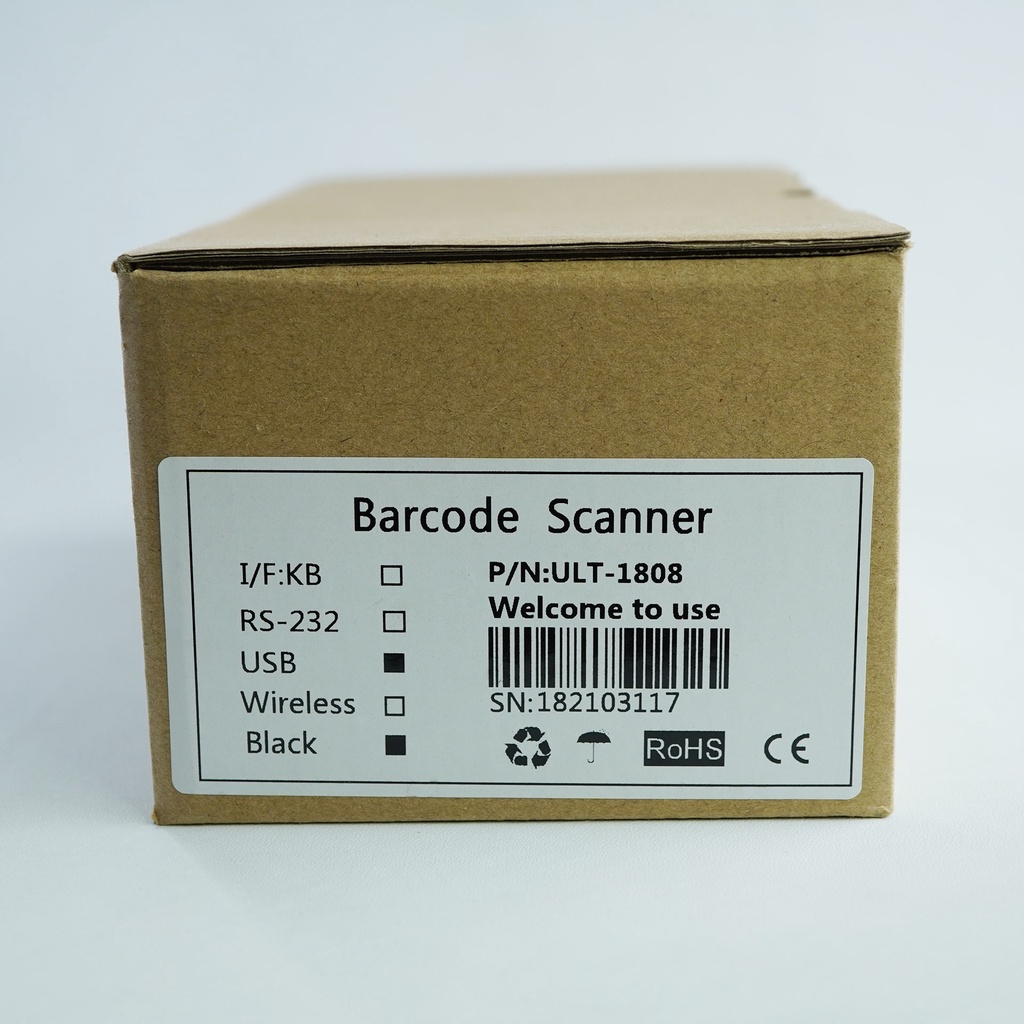 Barcode Scanner
I/F:KB
RS-232
USB
Wireless
Black
P/N:ULT-1808
Welcome to use
SN:182103117
RoHS
CE